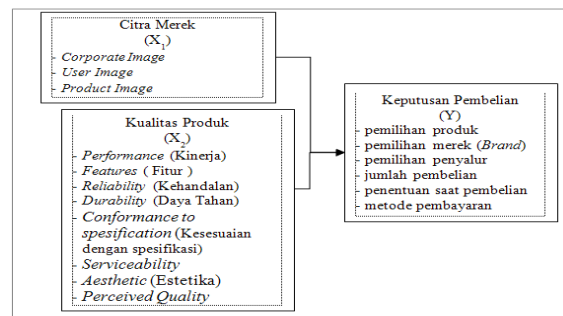 Citra Merek
(X1)
- Corporate Image
- User Image
- Product Image
Kualitas Produk
(X2)
- Performance (Kinerja)
- Features (Fitur )
- Reliability (Kehandalan)
- Durability (Daya Tahan)
- Conformance to
spesification (Kesesuaian
dengan spesifikasi)
- Serviceability
- Aesthetic (Estetika)
- Perceived Quality
Keputusan Pembelian
(Y)
- pemilihan produk
- pemilihan merek (Brand)
- pemilihan penyalur
- jumlah pembelian
- penentuan saat pembelian
- metode pembayaran